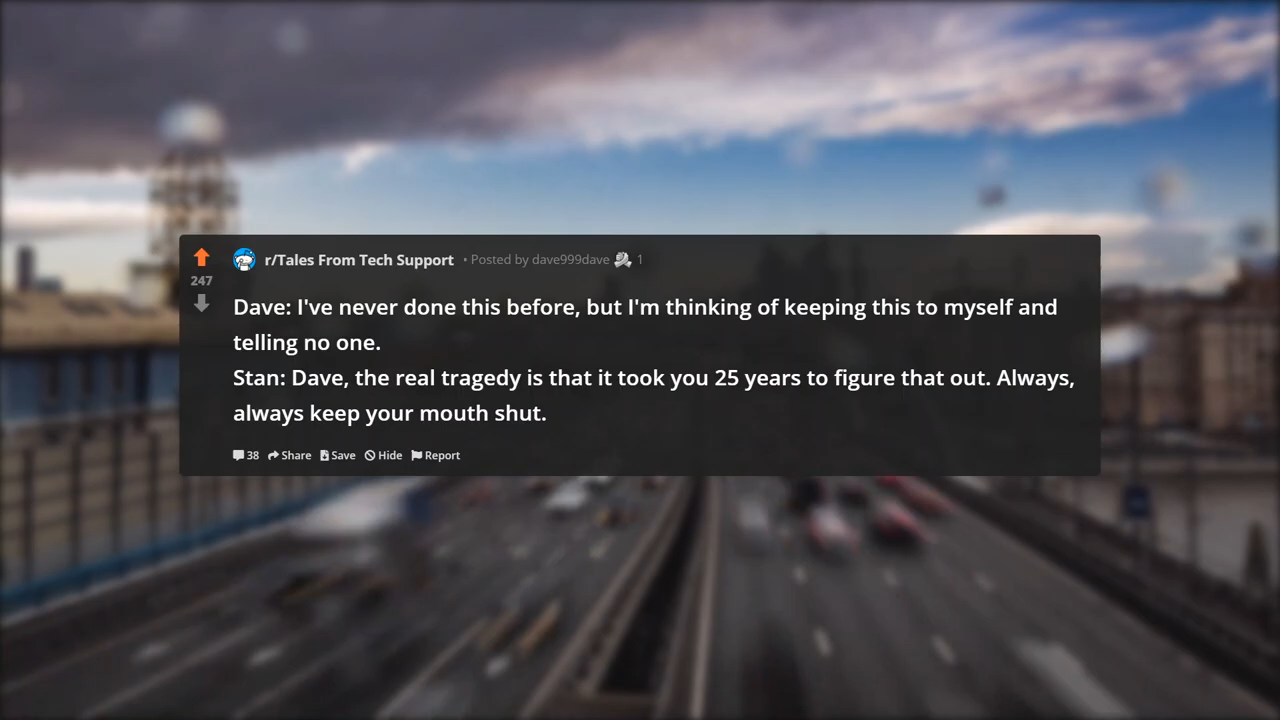 r/Tales From Tech Support • Posted by dave999dave 1
247
Dave: I've never done this before, but I'm thinking of keeping this to myself and
telling no one.
Stan: Dave, the real tragedy is that it took you 25 years to figure that out. Always,
always keep your mouth shut.
38 Share Save Hide Report